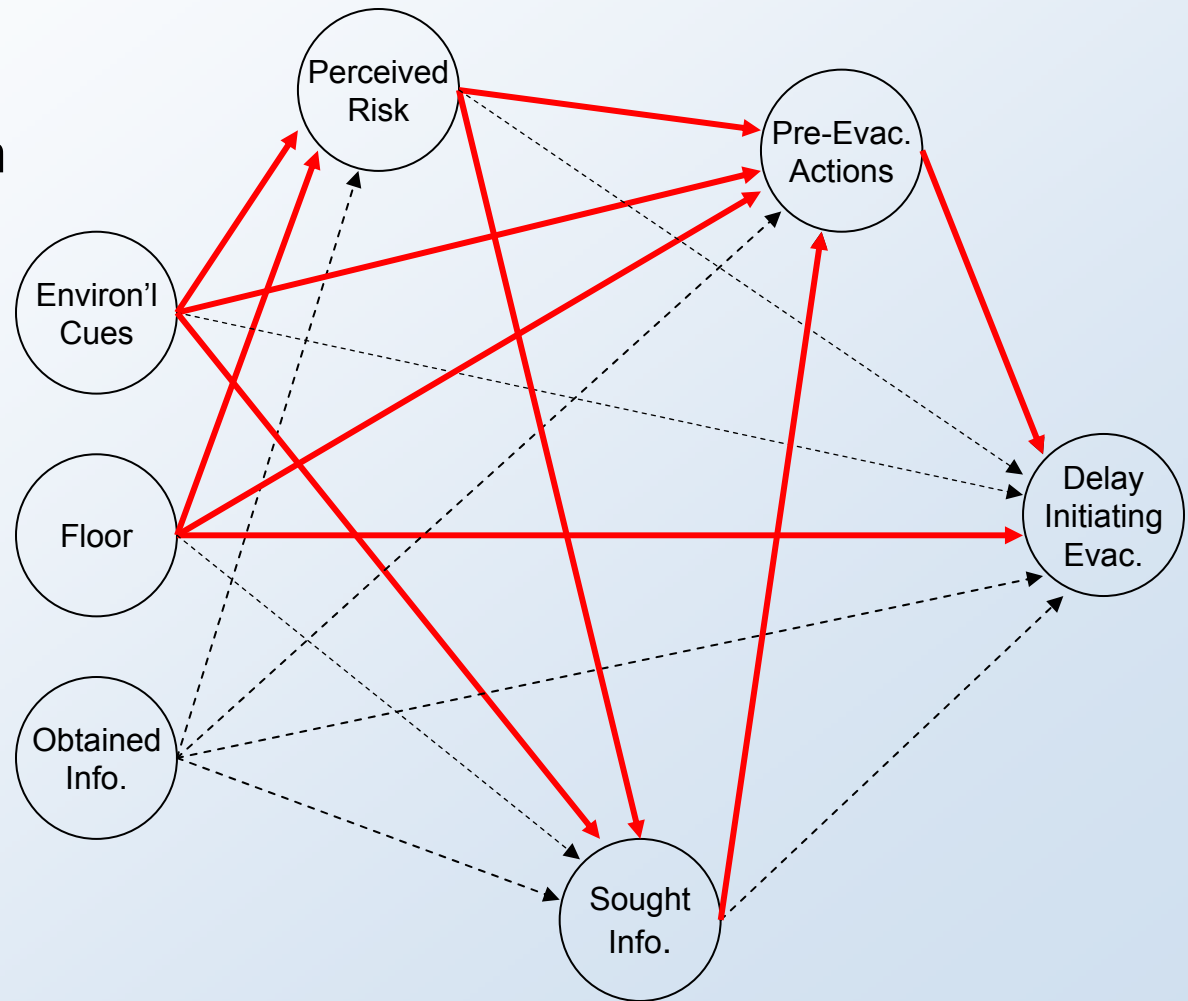 Perceived
Risk
Pre-Evac.
Actions
Environ'l
Cues
Floor
Delay
Initiating
Evac.
Obtained
Info.
Sought
Info.